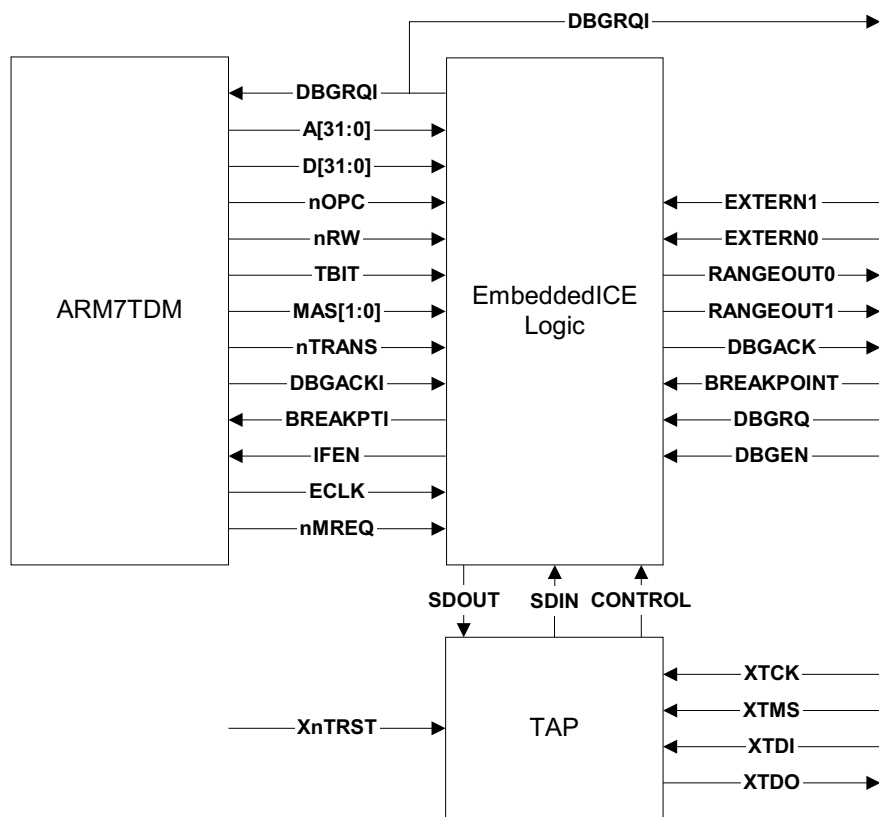 DBGRQI
DBGRQI
A[31:0]
D[31:0]
nOPC
EXTERN1
nRW
EXTERN0
TBIT
RANGEOUT0
ARM7TDM
EmbeddedICE
Logic
MAS[1:0]
RANGEOUT1
nTRANS
DBGACK
DBGACKI
BREAKPOINT
BREAKPTI
DBGRQ
IFEN
DBGEN
ECLK
nMREQ
SDOUT
SDIN
CONTROL
XTCK
XTMS
XnTRST
TAP
XTDI
XTDO